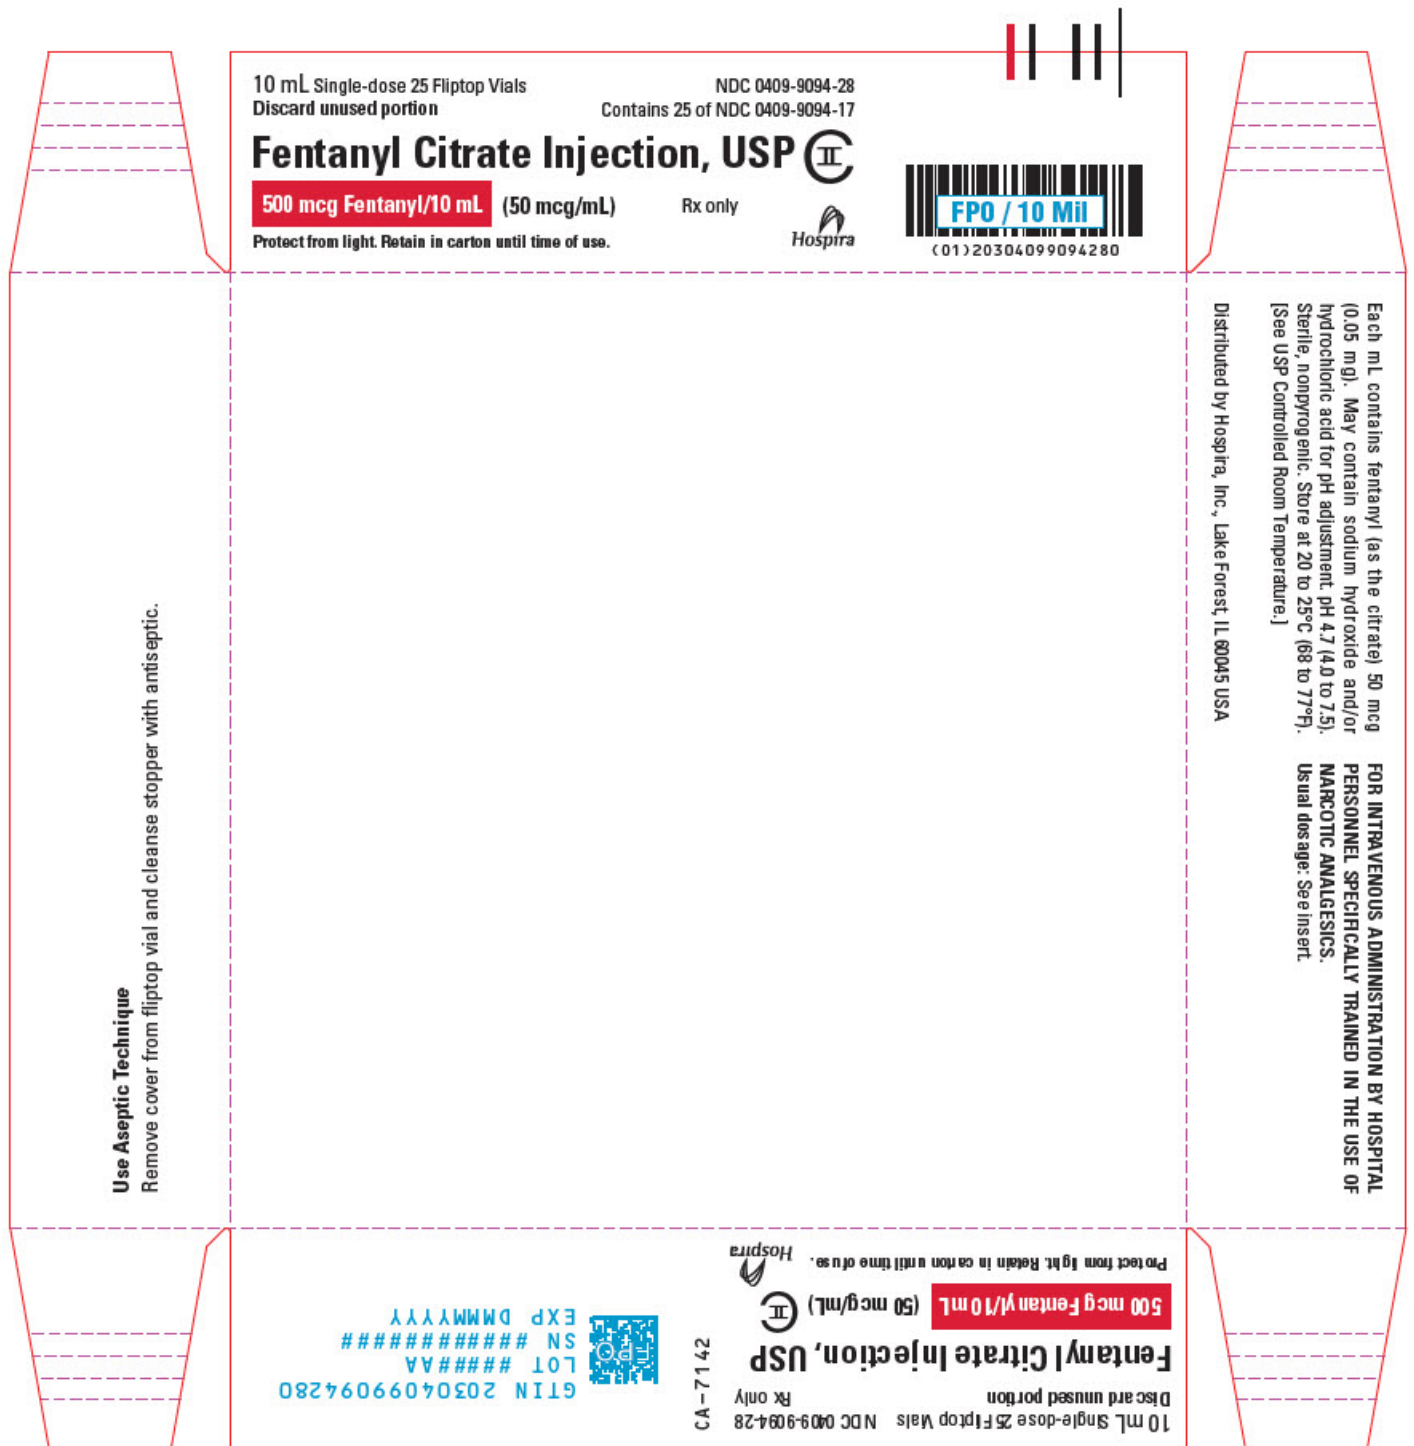 10 mL Single-dose 25 Fliptop Vials
NDC 0409-9094-28
Discard unused portion
Contains 25 of NDC 0409-9094-17
Fentanyl Citrate Injection, USP CII
500 mcg Fentanyl/10 mL (50 mcg/mL) Rx only
Protect from light. Retain in carton until time of use.
Hospira
FPO / 10 Mil
(01)20304099094280
Each mL contains fentanyl (as the citrate) 50 mcg
(0.05 mg). May contain sodium hydroxide and/or
hydrochloric acid for pH adjustment. pH 4.7 (4.0 to 7.5).
Sterile, nonpyrogenic. Store at 20 to 25°C (68 to 77°F).
[See USP Controlled Room Temperature.]
Distributed by Hospira, Inc., Lake Forest, IL 60045 USA
FOR INTRAVENOUS ADMINISTRATION BY HOSPITAL
PERSONNEL SPECIFICALLY TRAINED IN THE USE OF
NARCOTIC ANALGESICS.
Usual dosage: See insert.
Use Aseptic Technique
Remove cover from fliptop vial and cleanse stopper with antiseptic.
10 mL Single-dose 25 Fliptop Vials NDC 0409-9094-28
Discard unused portion Rx only
Fentanyl Citrate Injection, USP
500 mcg Fentanyl/10 mL (50 mcg/mL) CII
Protect from light. Retain in carton until time of use.
Hospira
CA-7142
GTIN 20304099094280
LOT ######AA
SN ############
EXP DMMMYYYY